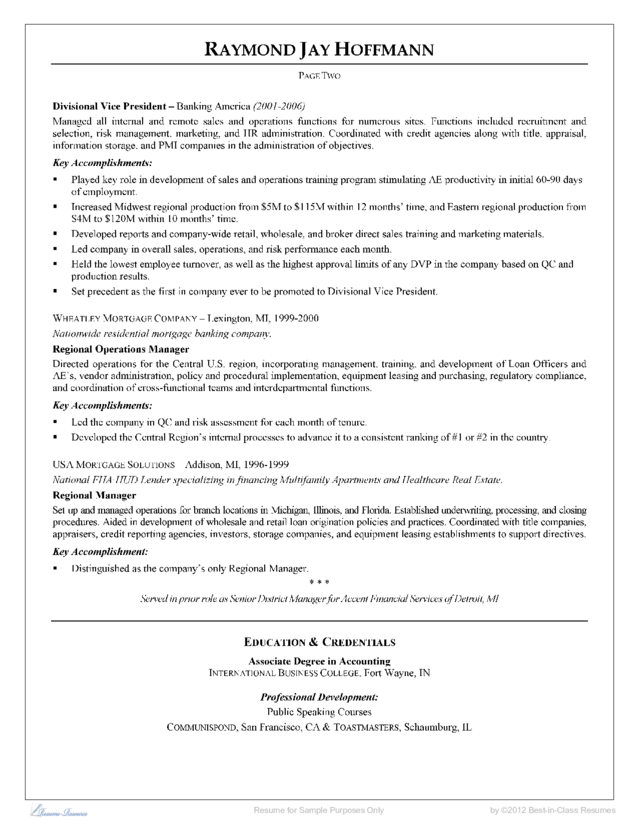 RAYMOND JAY HOFFMANN
PAGE TWO
Divisional Vice President – Banking America (2001-2006)
Managed all internal and remote sales and operations functions for numerous sites. Functions included recruitment and
selection, risk management, marketing, and HR administration. Coordinated with credit agencies along with title, appraisal,
information storage, and PMI companies in the administration of objectives.
Key Accomplishments:
▪ Played key role in development of sales and operations training program stimulating AE productivity in initial 60-90 days
of employment.
▪ Increased Midwest regional production from $5M to $115M within 12 months' time, and Eastern regional production from
$4M to $120M within 10 months' time.
▪ Developed reports and company-wide retail, wholesale, and broker direct sales training and marketing materials.
▪ Led company in overall sales, operations, and risk performance each month.
▪ Held the lowest employee turnover, as well as the highest approval limits of any DVP in the company based on QC and
production results.
▪ Set precedent as the first in company ever to be promoted to Divisional Vice President.
WHEATLEY MORTGAGE COMPANY – Lexington, MI, 1999-2000
Nationwide residential mortgage banking company.
Regional Operations Manager
Directed operations for the Central U.S. region, incorporating management, training, and development of Loan Officers and
AE's, vendor administration, policy and procedural implementation, equipment leasing and purchasing, regulatory compliance,
and coordination of cross-functional teams and interdepartmental functions.
Key Accomplishments:
▪ Led the company in QC and risk assessment for each month of tenure.
▪ Developed the Central Region's internal processes to advance it to a consistent ranking of #1 or #2 in the country.
USA MORTGAGE SOLUTIONS Addison, MI, 1996-1999
National FHA HUD Lender specializing in financing Multifamily Apartments and Healthcare Real Estate.
Regional Manager
Set up and managed operations for branch locations in Michigan, Illinois, and Florida. Established underwriting, processing, and closing
procedures. Aided in development of wholesale and retail loan origination policies and practices. Coordinated with title companies,
appraisers, credit reporting agencies, investors, storage companies, and equipment leasing establishments to support directives.
Key Accomplishment:
▪ Distinguished as the company's only Regional Manager.
* * *
Served in prior role as Senior District Manager for Accent Financial Services of Detroit, MI
EDUCATION & CREDENTIALS
Associate Degree in Accounting
INTERNATIONAL BUSINESS COLLEGE, Fort Wayne, IN
Professional Development:
Public Speaking Courses
COMMUNISPOND, San Francisco, CA & TOASTMASTERS, Schaumburg, IL
Resume for Sample Purposes Only
by ©2012 Best-in-Class Resumes